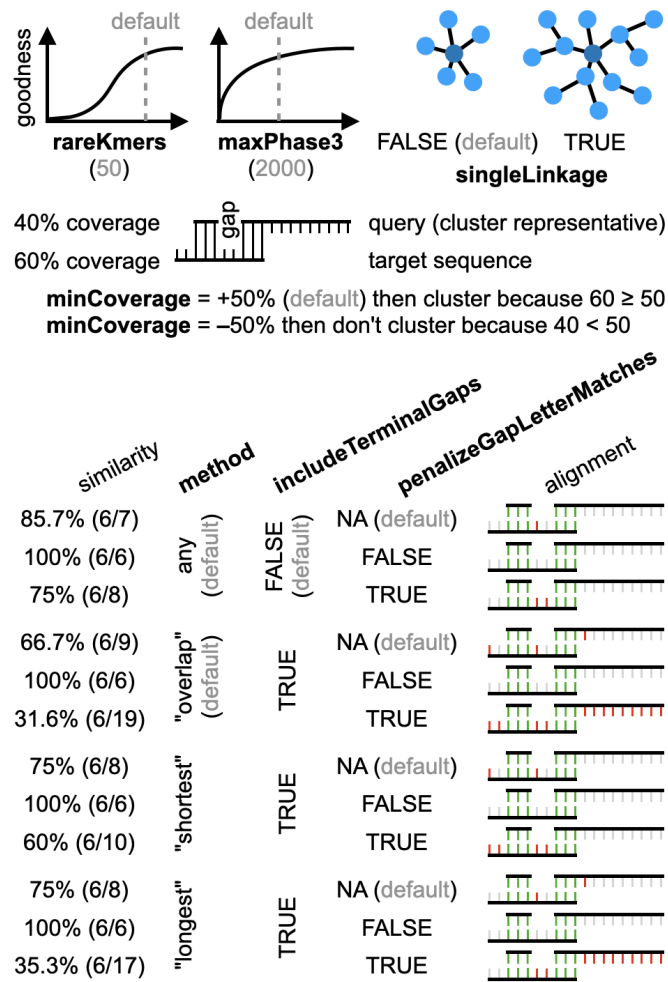 default
default
goodness
rareKmers
(50)
maxPhase3
(2000)
FALSE (default) TRUE
singleLinkage
40% coverage gap query (cluster representative)
60% coverage target sequence
minCoverage = +50% (default) then cluster because 60 ≥ 50
minCoverage = –50% then don't cluster because 40 < 50
similarity
method
includeTerminalGaps
penalizeGapLetterMatches
alignment
any
(default)
FALSE
(default)
85.7% (6/7) NA (default)
100% (6/6) FALSE
75% (6/8) TRUE
"overlap"
(default)
TRUE
66.7% (6/9) NA (default)
100% (6/6) FALSE
31.6% (6/19) TRUE
"shortest"
TRUE
75% (6/8) NA (default)
100% (6/6) FALSE
60% (6/10) TRUE
"longest"
TRUE
75% (6/8) NA (default)
100% (6/6) FALSE
35.3% (6/17) TRUE